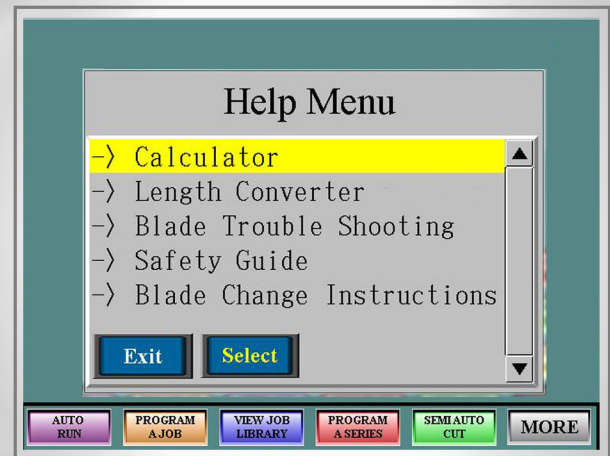 Help Menu
-> Calculator
-> Length Converter
-> Blade Trouble Shooting
-> Safety Guide
-> Blade Change Instructions
Exit Select
AUTO RUN
PROGRAM A JOB
VIEW JOB LIBRARY
PROGRAM A SERIES
SEMI AUTO CUT
MORE